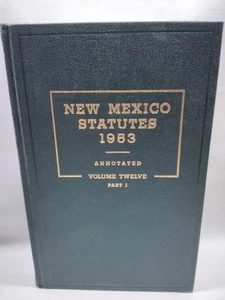 NEW MEXICO
STATUTES
1953
ANNOTATED
VOLUME TWELVE
PART 1